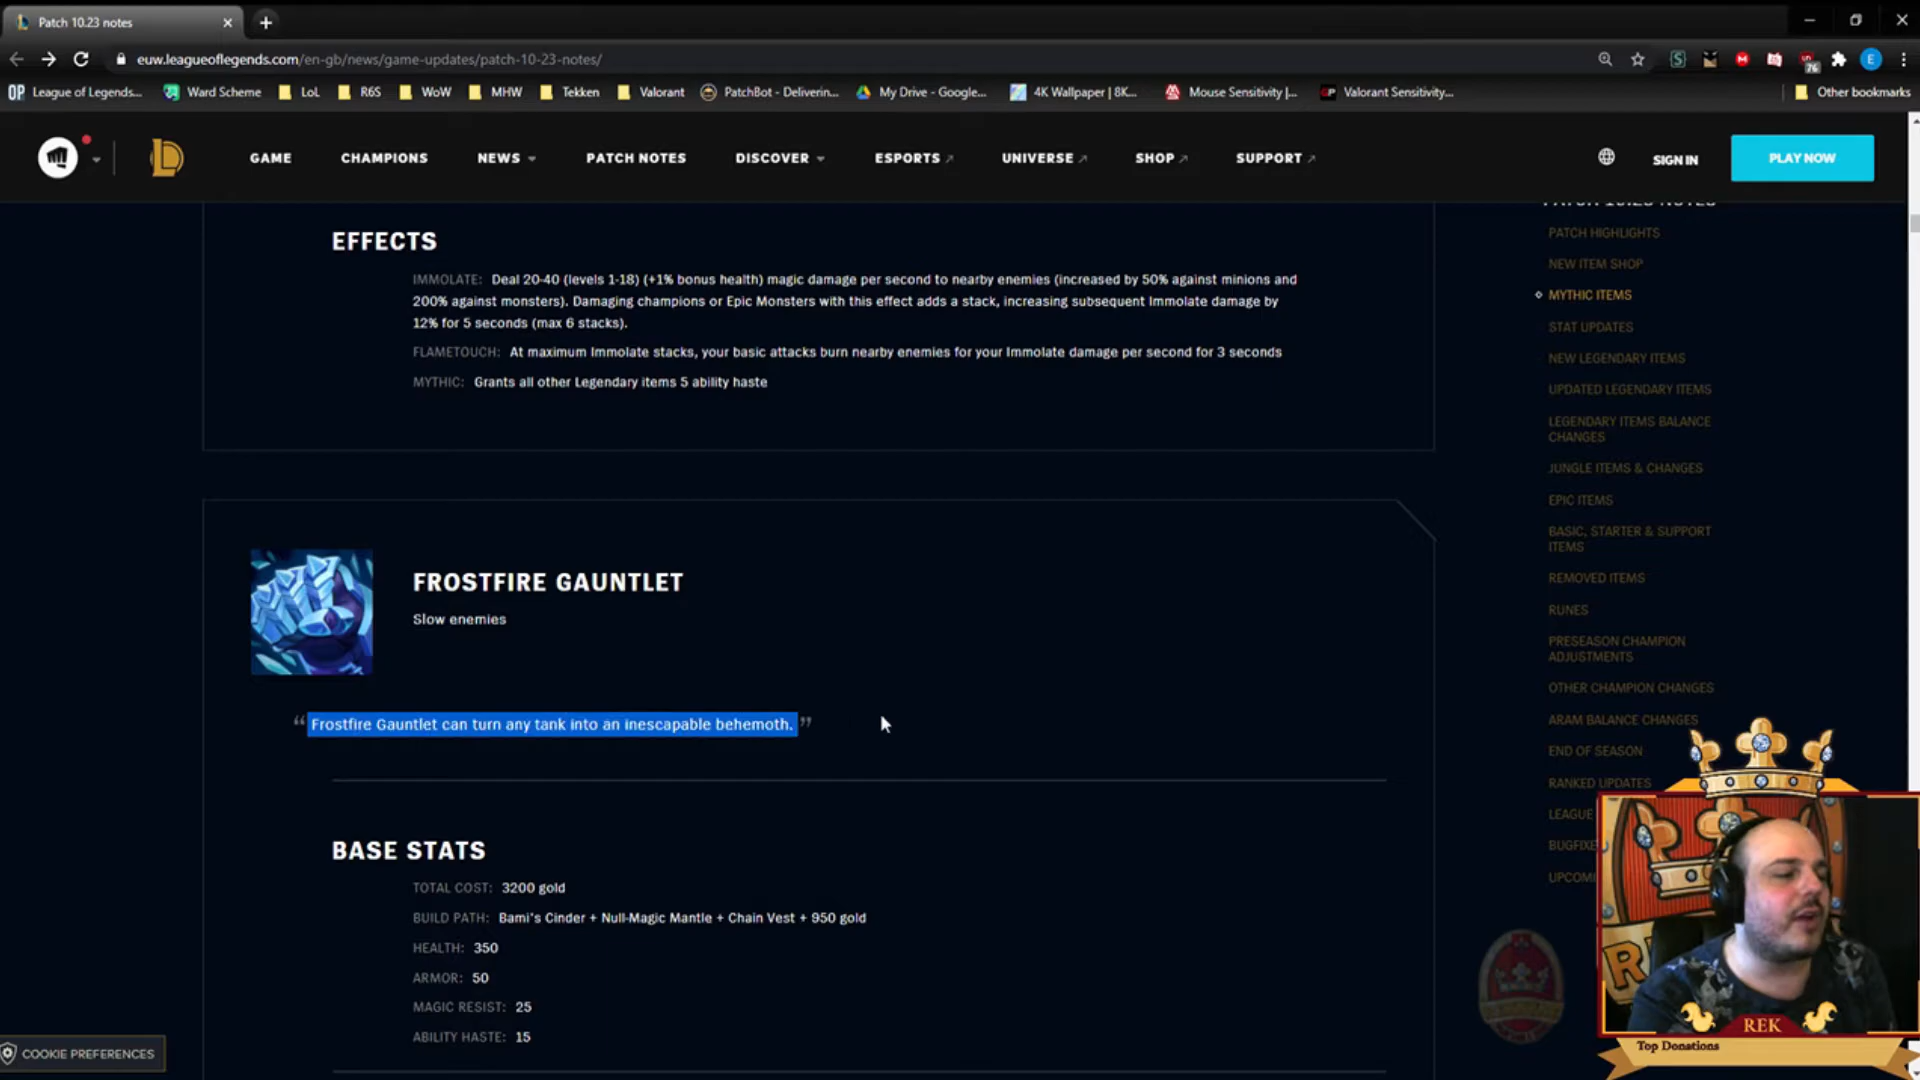 Patch 10.23 notes
euw.leagueoflegends.com/en-gb/news/game-updates/patch-10-23-notes/
76
E
OP League of Legends...
Ward Scheme
LoL
R6S
WoW
MHW
Tekken
Valorant
PatchBot - Deliverin...
My Drive - Google...
4K Wallpaper | 8K...
Mouse Sensitivity |...
Valorant Sensitivity...
Other bookmarks
GAME
CHAMPIONS
NEWS
PATCH NOTES
DISCOVER
ESPORTS
UNIVERSE
SHOP
SUPPORT
SIGN IN
PLAY NOW
EFFECTS
IMMOLATE: Deal 20-40 (levels 1-18) (+1% bonus health) magic damage per second to nearby enemies (increased by 50% against minions and
200% against monsters). Damaging champions or Epic Monsters with this effect adds a stack, increasing subsequent Immolate damage by
12% for 5 seconds (max 6 stacks).
FLAMETOUCH: At maximum Immolate stacks, your basic attacks burn nearby enemies for your Immolate damage per second for 3 seconds
MYTHIC: Grants all other Legendary items 5 ability haste
FROSTFIRE GAUNTLET
Slow enemies
“Frostfire Gauntlet can turn any tank into an inescapable behemoth.”
BASE STATS
TOTAL COST: 3200 gold
BUILD PATH: Bami's Cinder + Null-Magic Mantle + Chain Vest + 950 gold
HEALTH: 350
ARMOR: 50
MAGIC RESIST: 25
ABILITY HASTE: 15
COOKIE PREFERENCES
PATCH 10.23 NOTES
PATCH HIGHLIGHTS
NEW ITEM SHOP
MYTHIC ITEMS
STAT UPDATES
NEW LEGENDARY ITEMS
UPDATED LEGENDARY ITEMS
LEGENDARY ITEMS BALANCE
CHANGES
JUNGLE ITEMS & CHANGES
EPIC ITEMS
BASIC, STARTER & SUPPORT
ITEMS
REMOVED ITEMS
RUNES
PRESEASON CHAMPION
ADJUSTMENTS
OTHER CHAMPION CHANGES
ARAM BALANCE CHANGES
END OF SEASON
RANKED UPDATES
LEAGUE
BUGFIXE
UPCOMI
REK
Top Donations